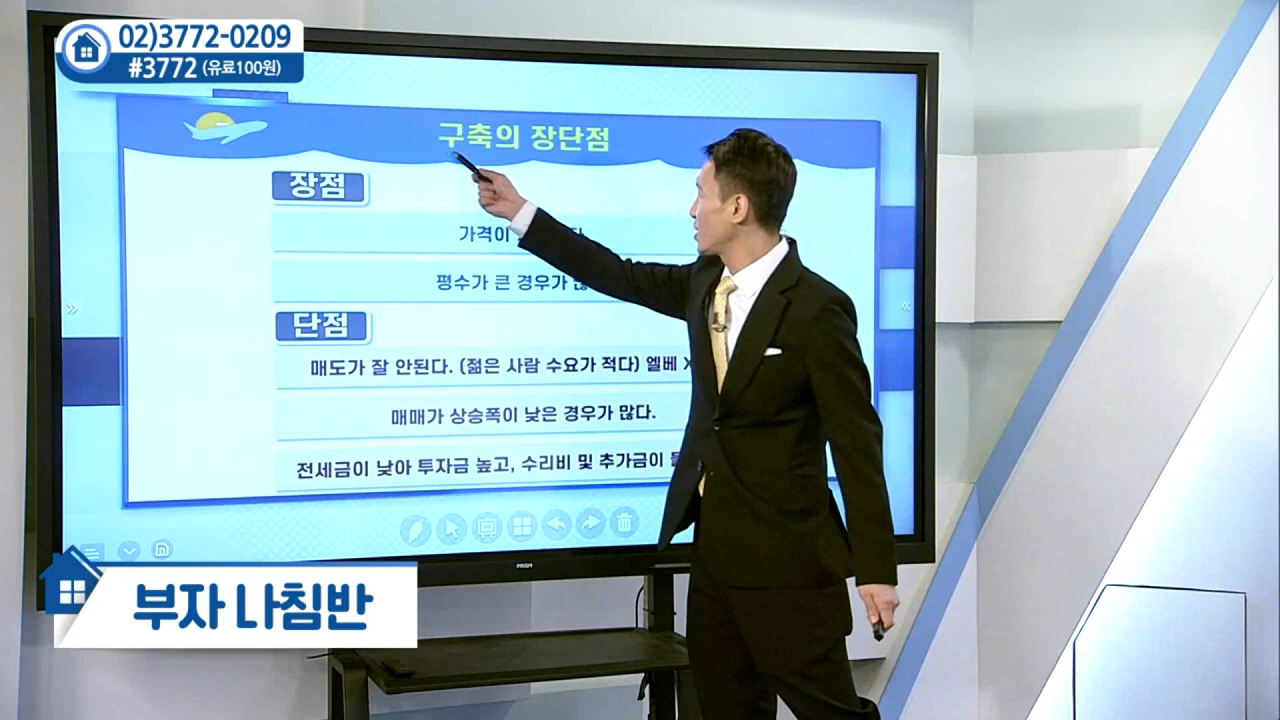 02)3772-0209
#3772 (유료100원)
구축의 장단점
장점
가격이
평수가 큰 경우가
단점
매도가 잘 안된다. (젊은 사람 수요가 적다) 엘베 X
매매가 상승폭이 낮은 경우가 많다.
전세금이 낮아 투자금 높고, 수리비 및 추가금이
PRISM
부자 나침반